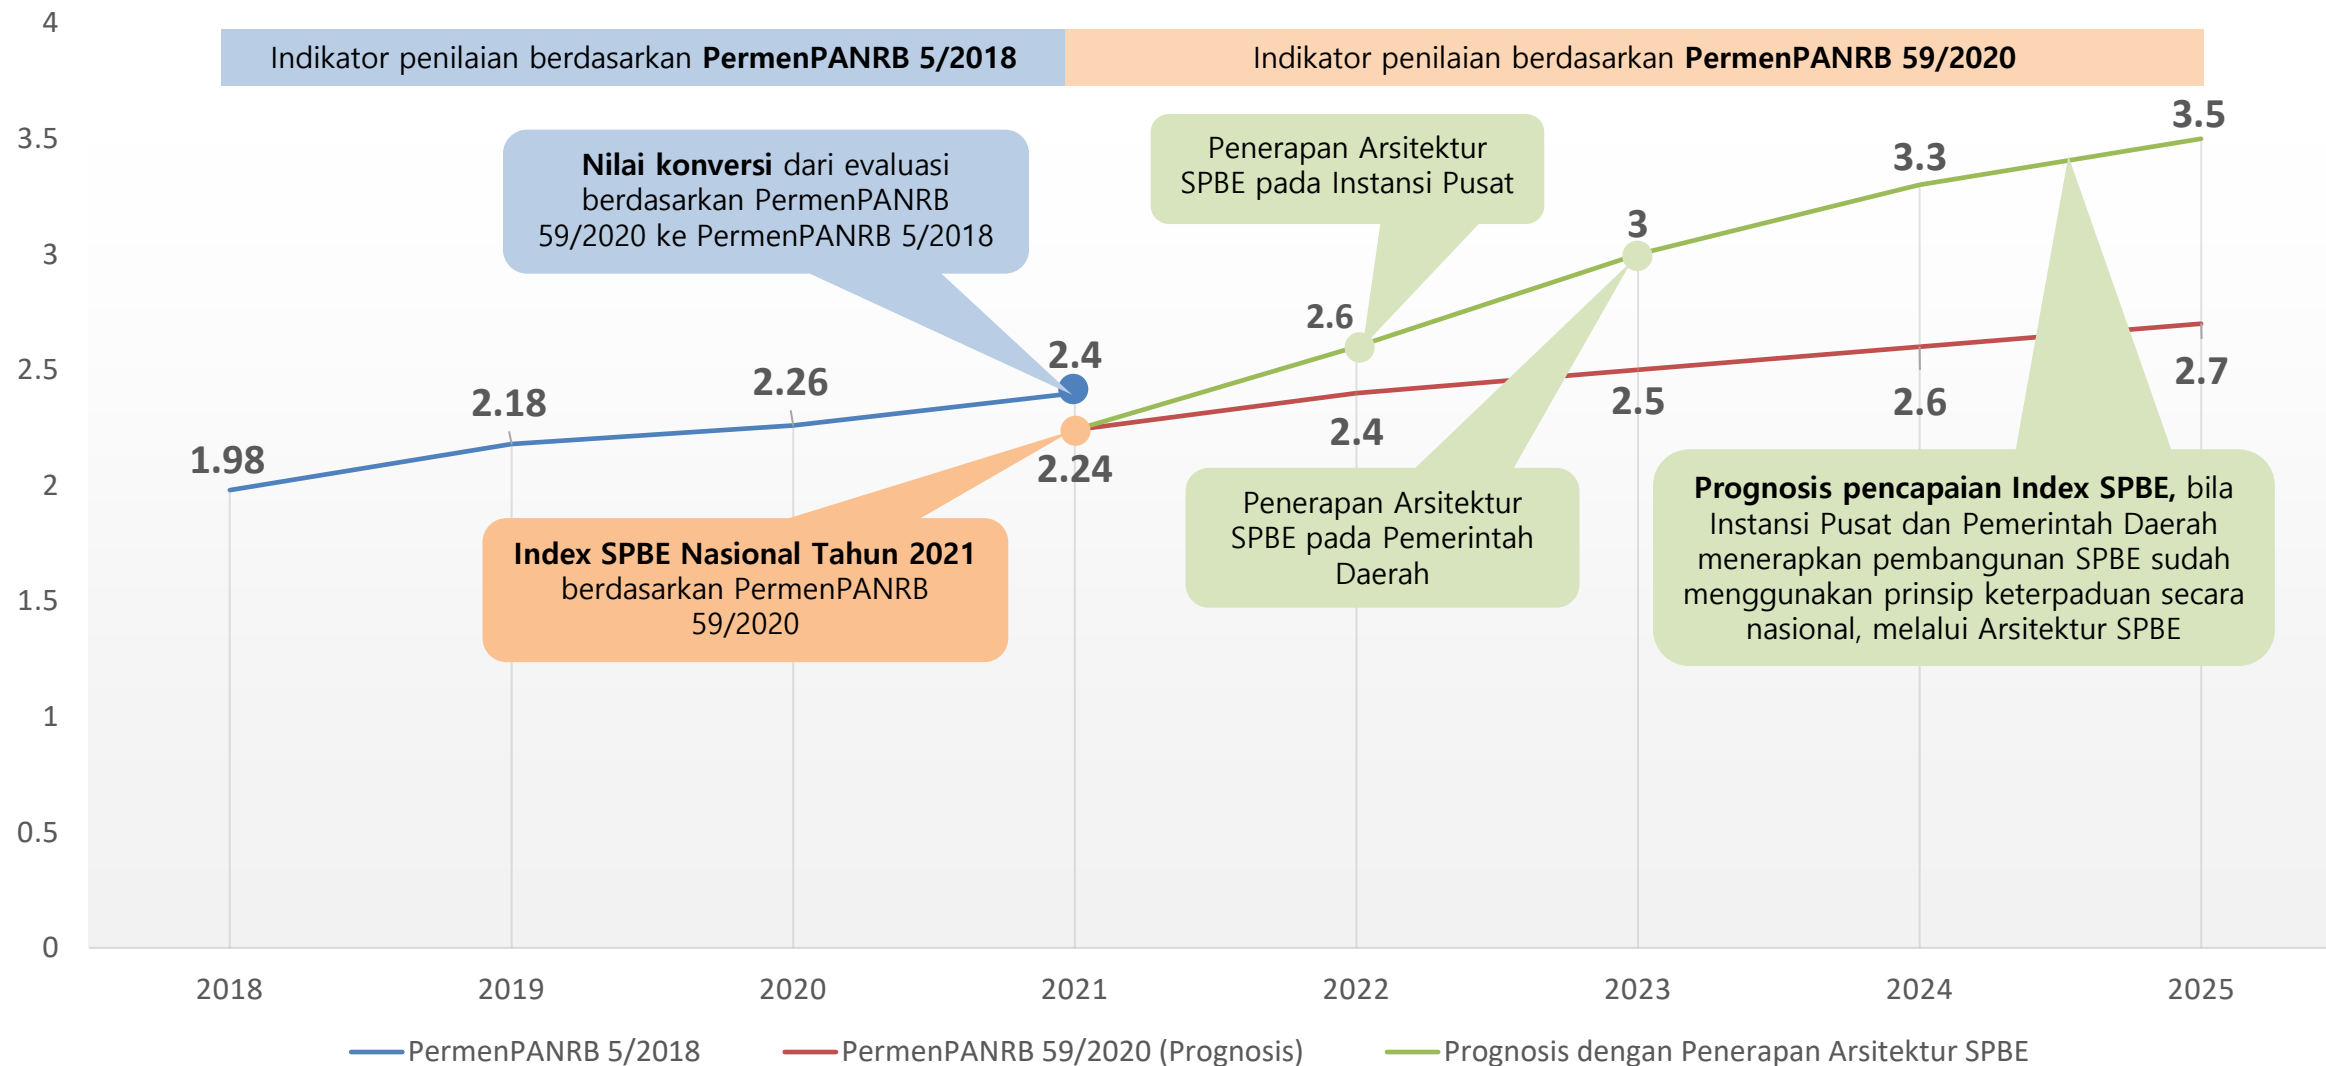 4
Indikator penilaian berdasarkan PermenPANRB 5/2018
Indikator penilaian berdasarkan PermenPANRB 59/2020
3.5
3
2.5
2
1.5
1
0.5
0
Nilai konversi dari evaluasi
berdasarkan PermenPANRB
59/2020 ke PermenPANRB 5/2018
Penerapan Arsitektur
SPBE pada Instansi Pusat
1.98
2.18
2.26
2.4
2.24
2.6
3
3.3
3.5
2.4
2.5
2.6
2.7
Index SPBE Nasional Tahun 2021
berdasarkan PermenPANRB
59/2020
Penerapan Arsitektur
SPBE pada Pemerintah
Daerah
Prognosis pencapaian Index SPBE, bila
Instansi Pusat dan Pemerintah Daerah
menerapkan pembangunan SPBE sudah
menggunakan prinsip keterpaduan secara
nasional, melalui Arsitektur SPBE
2018
2019
2020
2021
2022
2023
2024
2025
PermenPANRB 5/2018
PermenPANRB 59/2020 (Prognosis)
Prognosis dengan Penerapan Arsitektur SPBE